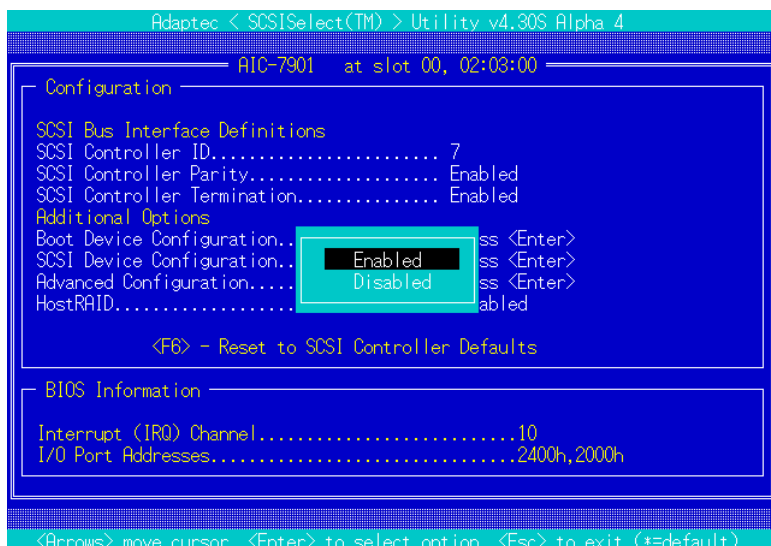 Adaptec < SCSISelect(TM) > Utility v4.30S Alpha 4
AIC-7901 at slot 00, 02:03:00
Configuration
SCSI Bus Interface Definitions
SCSI Controller ID........................ 7
SCSI Controller Parity.................... Enabled
SCSI Controller Termination............... Enabled
Additional Options
Boot Device Configuration.. ss <Enter>
SCSI Device Configuration.. Enabled ss <Enter>
Advanced Configuration..... Disabled ss <Enter>
HostRAID................... abled
<F6> - Reset to SCSI Controller Defaults
BIOS Information
Interrupt (IRQ) Channel...........................10
I/O Port Addresses................................2400h,2000h
<Arrows> move cursor, <Enter> to select option, <Esc> to exit (*=default)